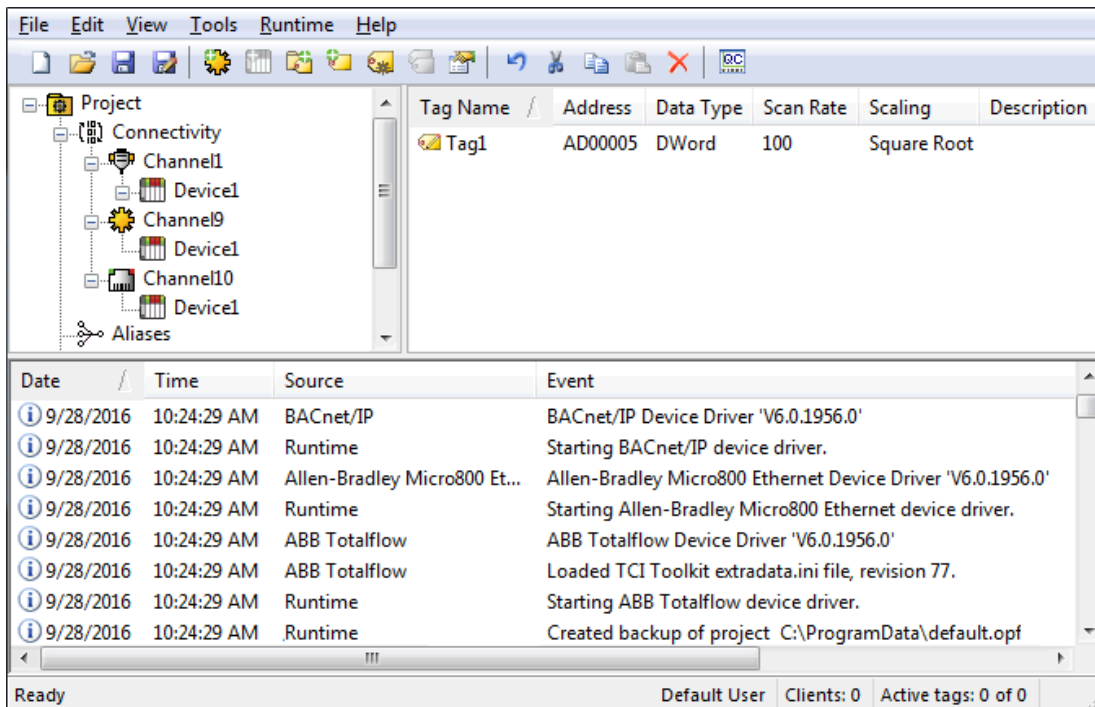 File Edit View Tools Runtime Help
QC
Project
Connectivity
Channel1
Device1
Channel9
Device1
Channel10
Device1
Aliases
Tag Name Address Data Type Scan Rate Scaling Description
Tag1 AD00005 DWord 100 Square Root
Date Time Source Event
9/28/2016 10:24:29 AM BACnet/IP BACnet/IP Device Driver 'V6.0.1956.0'
9/28/2016 10:24:29 AM Runtime Starting BACnet/IP device driver.
9/28/2016 10:24:29 AM Allen-Bradley Micro800 Et... Allen-Bradley Micro800 Ethernet Device Driver 'V6.0.1956.0'
9/28/2016 10:24:29 AM Runtime Starting Allen-Bradley Micro800 Ethernet device driver.
9/28/2016 10:24:29 AM ABB Totalflow ABB Totalflow Device Driver 'V6.0.1956.0'
9/28/2016 10:24:29 AM ABB Totalflow Loaded TCI Toolkit extradata.ini file, revision 77.
9/28/2016 10:24:29 AM Runtime Starting ABB Totalflow device driver.
9/28/2016 10:24:29 AM Runtime Created backup of project C:\ProgramData\default.opf
Ready Default User Clients: 0 Active tags: 0 of 0